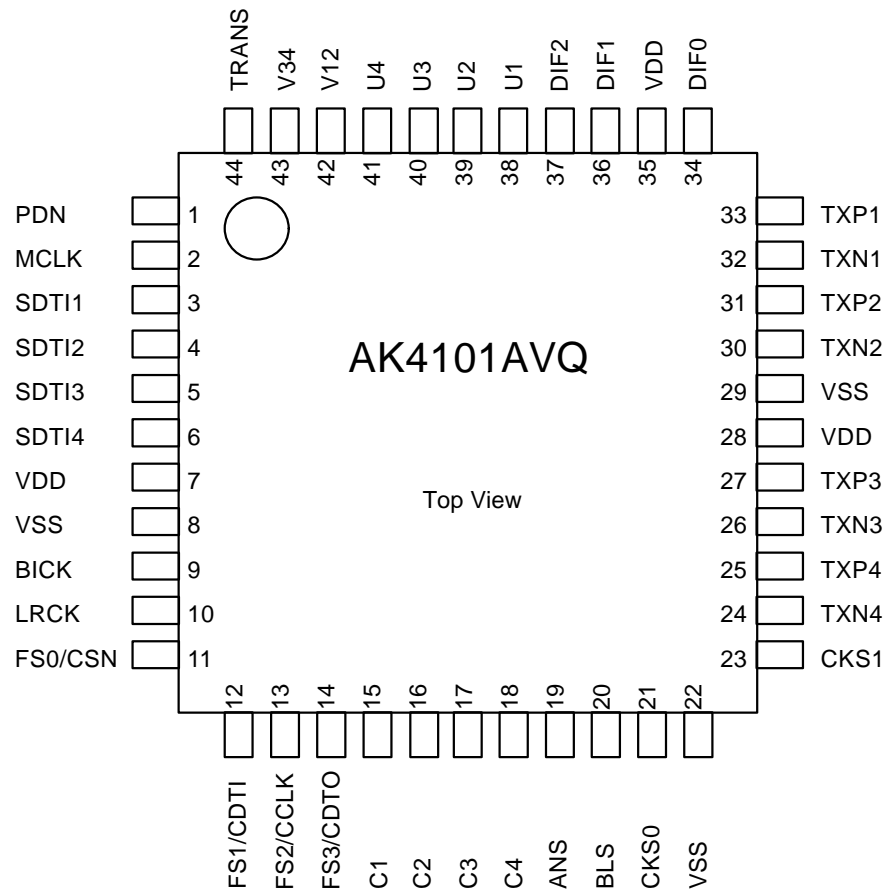 TRANS V34 V12 U4 U3 U2 U1 DIF2 DIF1 VDD DIF0
44 43 42 41 40 39 38 37 36 35 34
PDN 1 33 TXP1
MCLK 2 32 TXN1
SDTI1 3 31 TXP2
SDTI2 4 30 TXN2
AK4101AVQ
SDTI3 5 29 VSS
SDTI4 6 28 VDD
VDD 7 27 TXP3
Top View
VSS 8 26 TXN3
BICK 9 25 TXP4
LRCK 10 24 TXN4
FS0/CSN 11 23 CKS1
12 13 14 15 16 17 18 19 20 21 22
FS1/CDTI FS2/CCLK FS3/CDTO C1 C2 C3 C4 ANS BLS CKS0 VSS